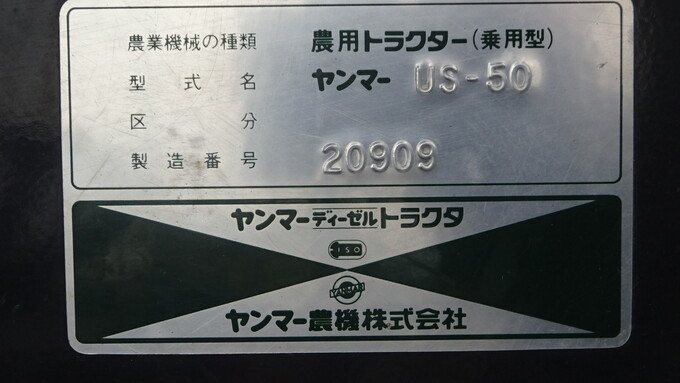 農業機械の種類 農用トラクター(乗用型)
型式名 ヤンマー US-50
区分
製造番号 20909
ヤンマーディーゼルトラクタ
ISO
YANMAR
ヤンマー農機株式会社